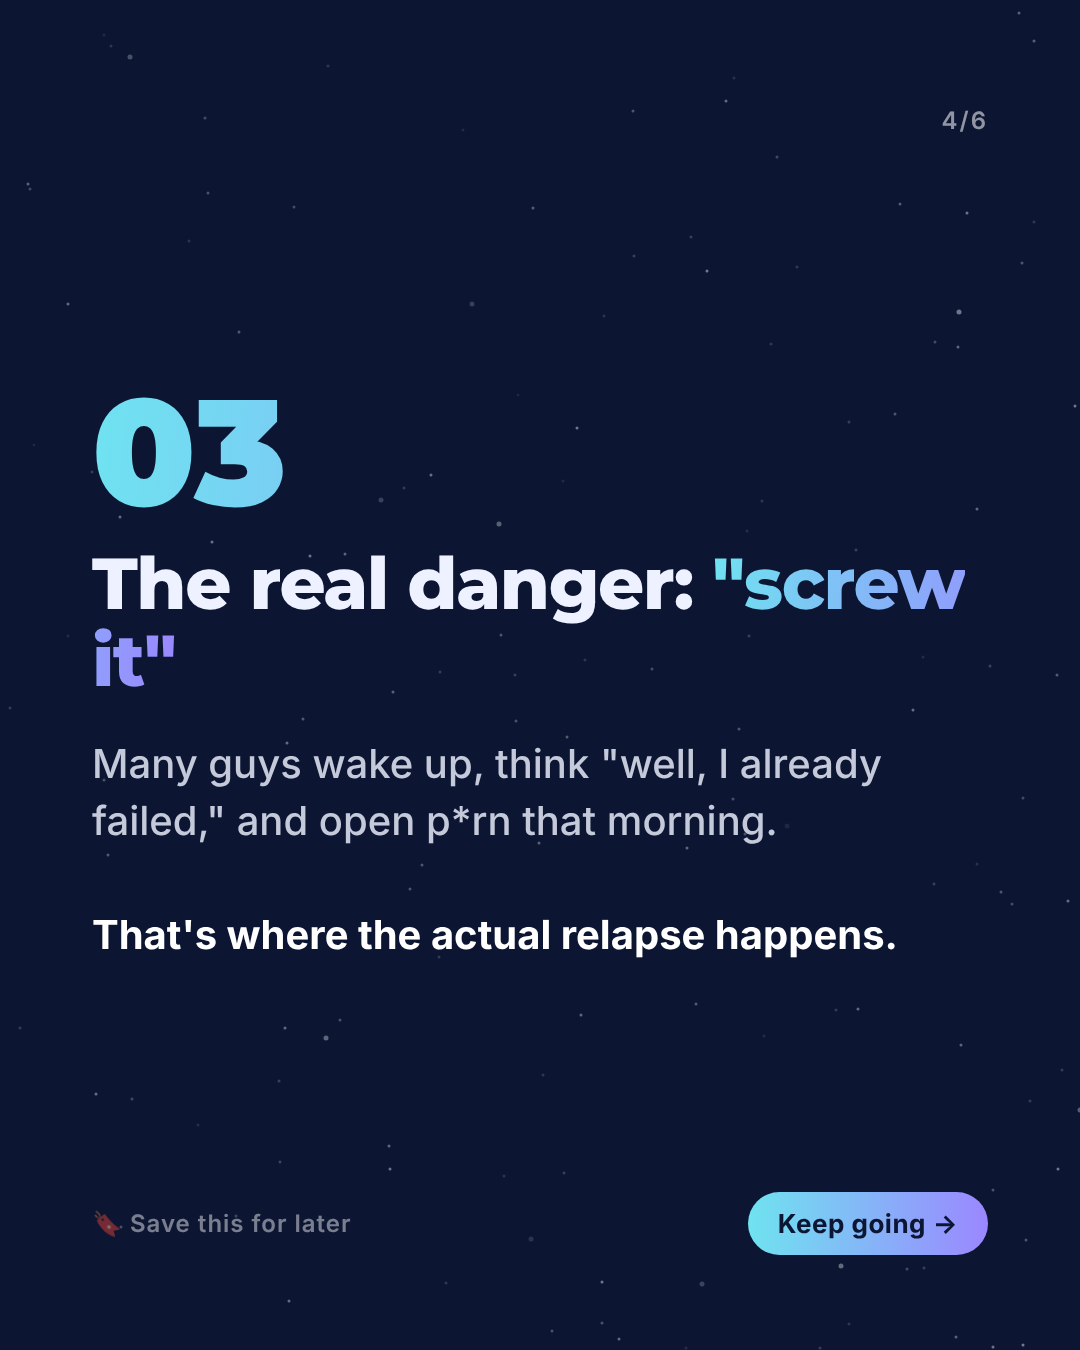 4/6
03
The real danger: "screw
it"
Many guys wake up, think "well, I already
failed," and open p*rn that morning.
That's where the actual relapse happens.
🔖 Save this for later
Keep going →